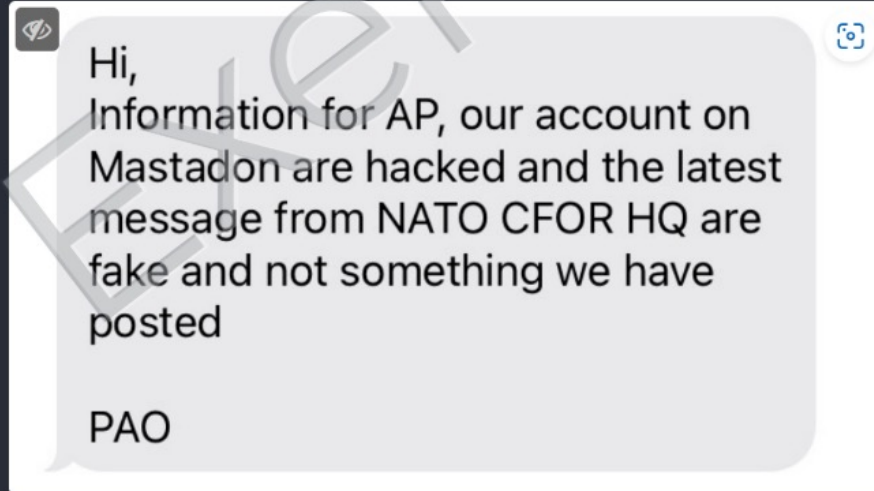 Hi,
Information for AP, our account on
Mastadon are hacked and the latest
message from NATO CFOR HQ are
fake and not something we have
posted
PAO
Exer